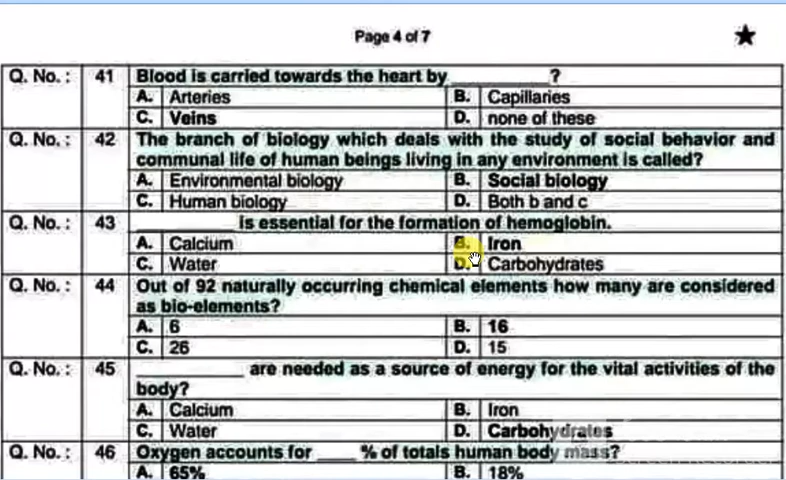 Page 4 of 7
Q. No. : 41 Blood is carried towards the heart by __________?
A. Arteries B. Capillaries
C. Veins D. none of these
Q. No. : 42 The branch of biology which deals with the study of social behavior and
communal life of human beings living in any environment is called?
A. Environmental biology B. Social biology
C. Human biology D. Both b and c
Q. No. : 43 __________ is essential for the formation of hemoglobin.
A. Calcium B. Iron
C. Water D. Carbohydrates
Q. No. : 44 Out of 92 naturally occurring chemical elements how many are considered
as bio-elements?
A. 6 B. 16
C. 26 D. 15
Q. No. : 45 __________ are needed as a source of energy for the vital activities of the
body?
A. Calcium B. Iron
C. Water D. Carbohydrates
Q. No. : 46 Oxygen accounts for ____ % of totals human body mass?
A. 65% B. 18%